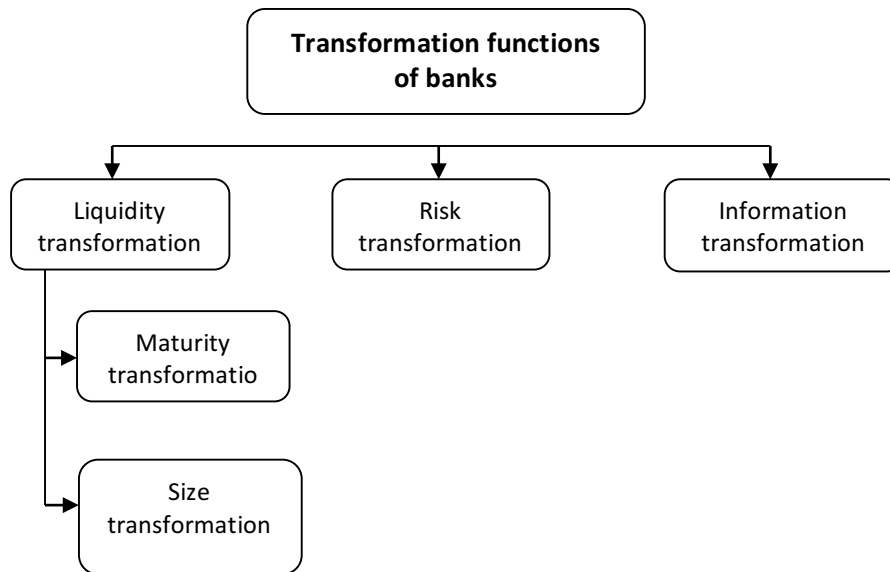 Transformation functions
of banks
Liquidity
transformation
Risk
transformation
Information
transformation
Maturity
transformatio
Size
transformation